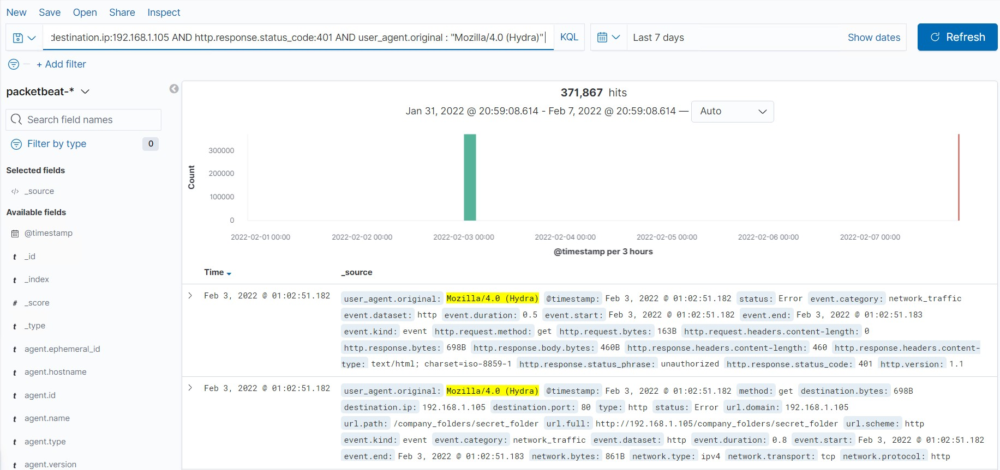 New Save Open Share Inspect
destination.ip:192.168.1.105 AND http.response.status_code:401 AND user_agent.original : "Mozilla/4.0 (Hydra)" KQL Last 7 days Show dates Refresh
+ Add filter
packetbeat-*
Search field names
Filter by type 0
Selected fields
</> _source
Available fields
@timestamp
t _id
t _index
# _score
t _type
t agent.ephemeral_id
t agent.hostname
t agent.id
t agent.name
t agent.type
t agent.version
371,867 hits
Jan 31, 2022 @ 20:59:08.614 - Feb 7, 2022 @ 20:59:08.614 — Auto
Count
300000
200000
100000
0
2022-02-01 00:00 2022-02-02 00:00 2022-02-03 00:00 2022-02-04 00:00 2022-02-05 00:00 2022-02-06 00:00 2022-02-07 00:00
@timestamp per 3 hours
Time _source
Feb 3, 2022 @ 01:02:51.182 user_agent.original: Mozilla/4.0 (Hydra) @timestamp: Feb 3, 2022 @ 01:02:51.182 status: Error event.category: network_traffic
event.dataset: http event.duration: 0.5 event.start: Feb 3, 2022 @ 01:02:51.182 event.end: Feb 3, 2022 @ 01:02:51.183
event.kind: event http.request.method: get http.request.bytes: 163B http.request.headers.content-length: 0
http.response.bytes: 698B http.response.body.bytes: 460B http.response.headers.content-length: 460 http.response.headers.content-
type: text/html; charset=iso-8859-1 http.response.status_phrase: unauthorized http.response.status_code: 401 http.version: 1.1
Feb 3, 2022 @ 01:02:51.182 user_agent.original: Mozilla/4.0 (Hydra) @timestamp: Feb 3, 2022 @ 01:02:51.182 method: get destination.bytes: 698B
destination.ip: 192.168.1.105 destination.port: 80 type: http status: Error url.domain: 192.168.1.105
url.path: /company_folders/secret_folder url.full: http://192.168.1.105/company_folders/secret_folder url.scheme: http
event.kind: event event.category: network_traffic event.dataset: http event.duration: 0.8 event.start: Feb 3, 2022 @ 01:02:51.182
event.end: Feb 3, 2022 @ 01:02:51.183 network.bytes: 861B network.type: ipv4 network.transport: tcp network.protocol: http